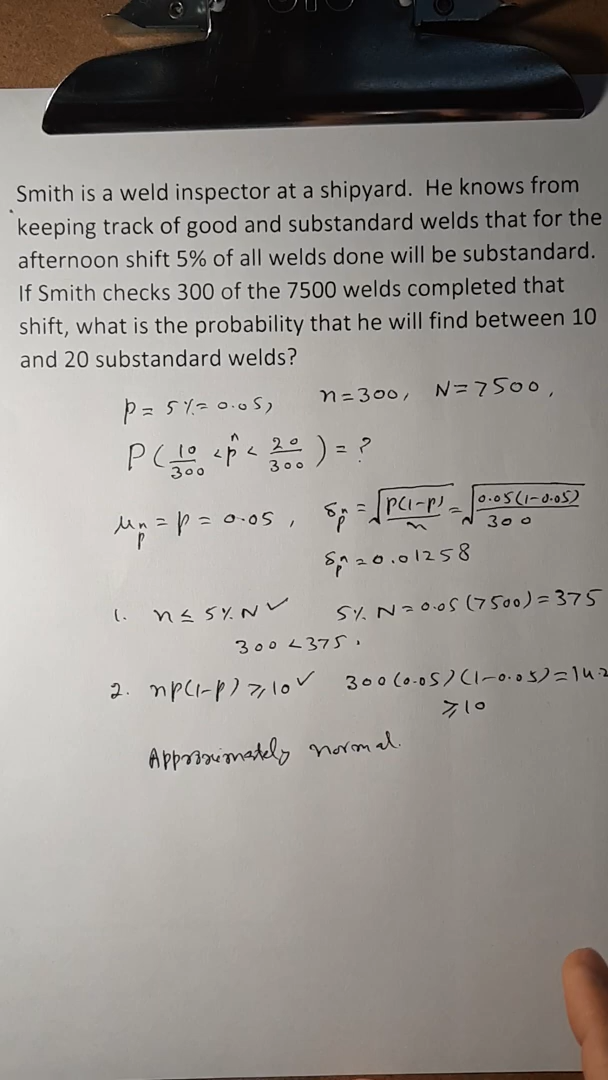 Smith is a weld inspector at a shipyard. He knows from
keeping track of good and substandard welds that for the
afternoon shift 5% of all welds done will be substandard.
If Smith checks 300 of the 7500 welds completed that
shift, what is the probability that he will find between 10
and 20 substandard welds?
p = 5% = 0.05, n = 300, N = 7500,
P(10/300 < p̂ < 20/300) = ?
μp̂ = p = 0.05, σp̂ = √(p(1-p)/n) = √(0.05(1-0.05)/300)
σp̂ = 0.01258
1. n ≤ 5% N ✓ 5% N = 0.05(7500) = 375
300 < 375.
2. np(1-p) ≥ 10 ✓ 300(0.05)(1-0.05) = 14.2
≥ 10
Approximately normal.